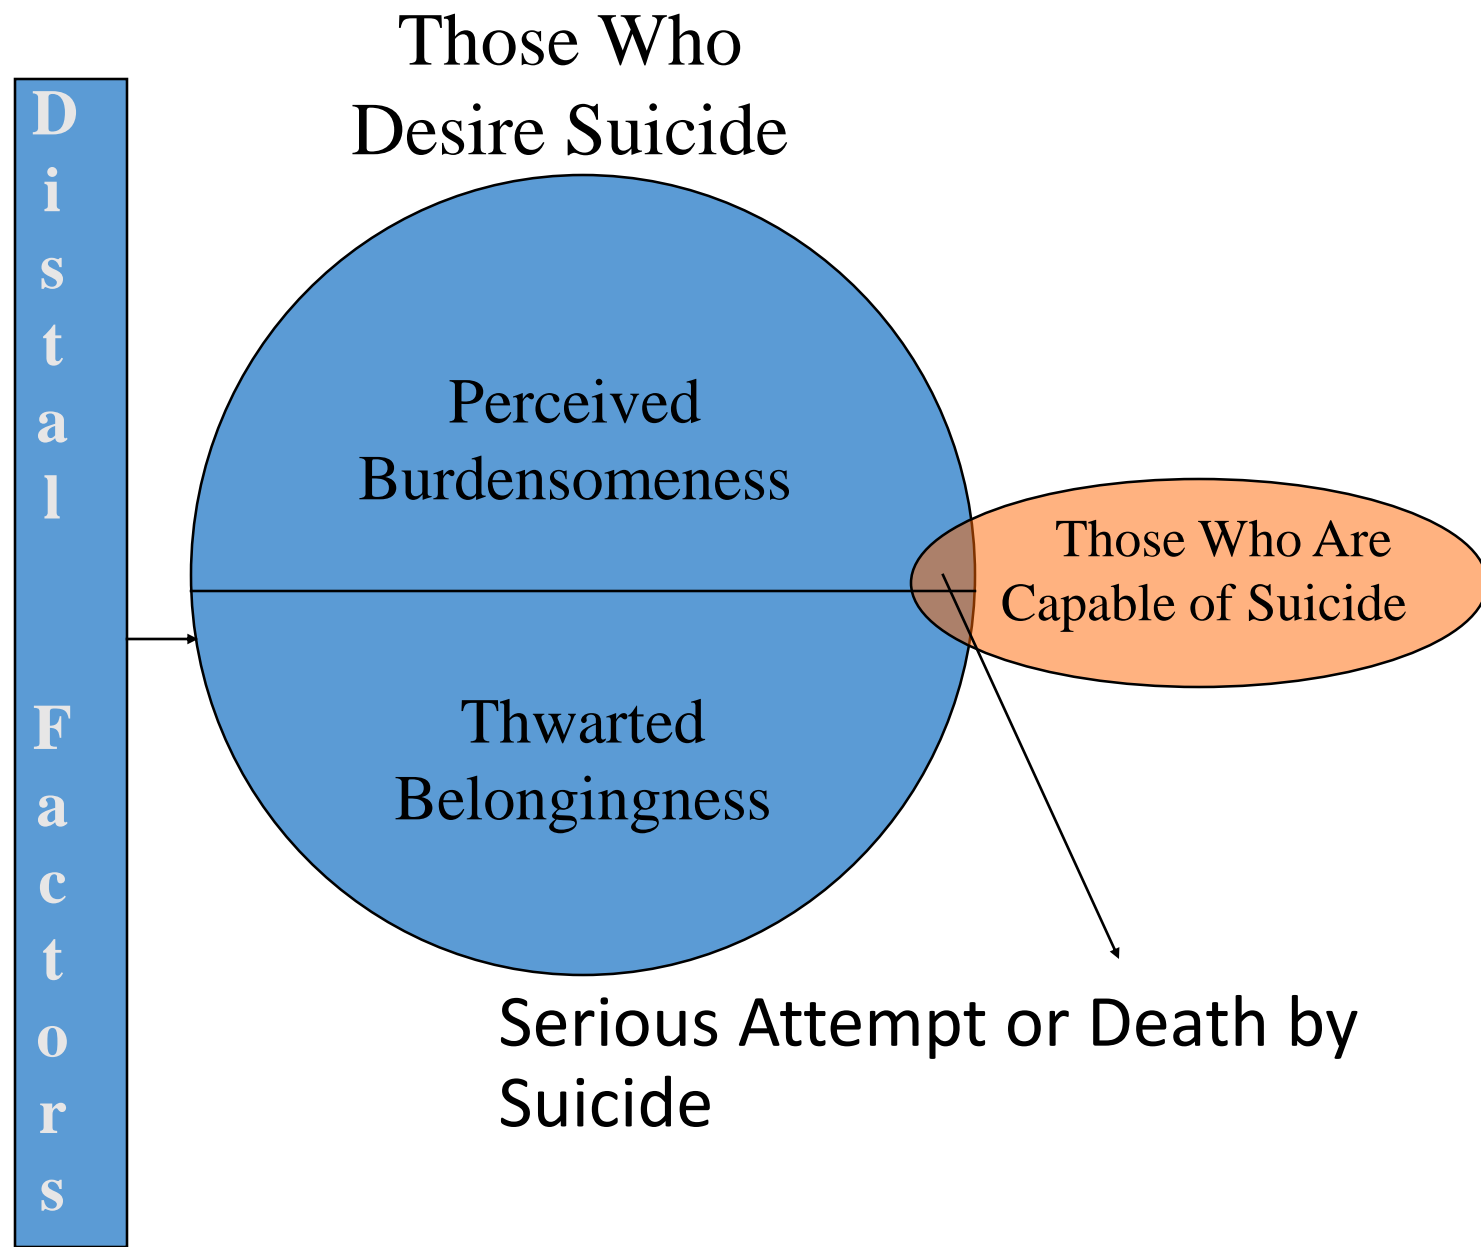 Those Who
Desire Suicide
Distal
Factors
Perceived
Burdensomeness
Thwarted
Belongingness
Those Who Are
Capable of Suicide
Serious Attempt or Death by
Suicide